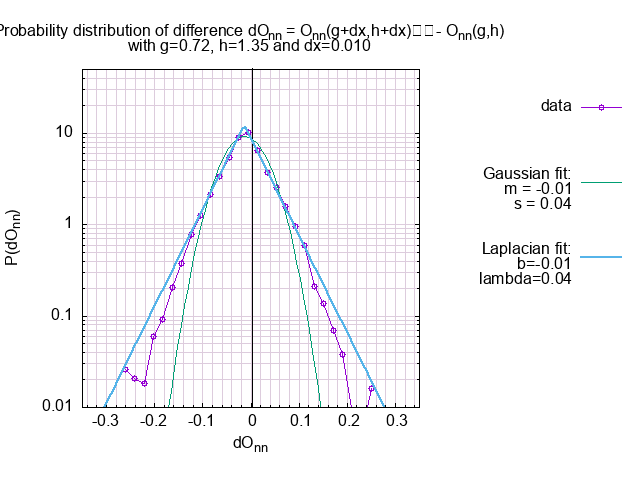 Probability distribution of difference dOnn = Onn(g+dx,h+dx) - Onn(g,h)
with g=0.72, h=1.35 and dx=0.010
data
Gaussian fit:
m = -0.01
s = 0.04
Laplacian fit:
b=-0.01
lambda=0.04
P(dOnn)
10
1
0.1
0.01
-0.3 -0.2 -0.1 0 0.1 0.2 0.3
dOnn